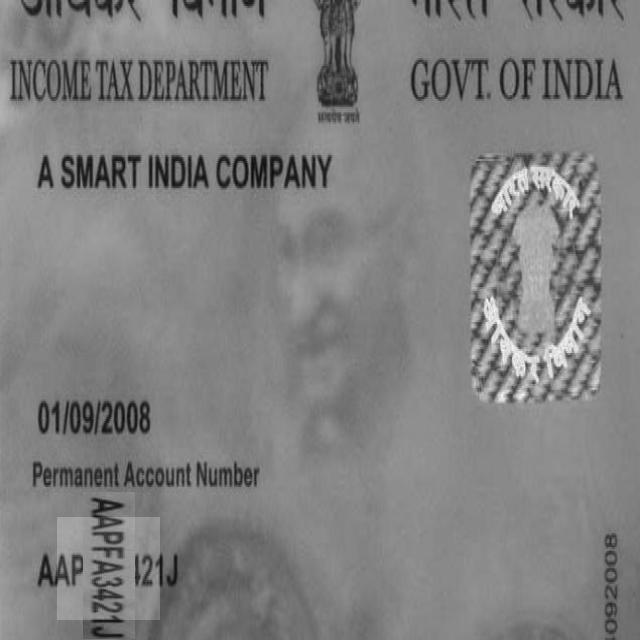 आयकर विभाग
भारत सरकार
INCOME TAX DEPARTMENT
GOVT. OF INDIA
सत्यमेव जयते
A SMART INDIA COMPANY
भारत सरकार
आयकर विभाग
01/09/2008
Permanent Account Number
AAPFA3421J
AAP 421J
092008